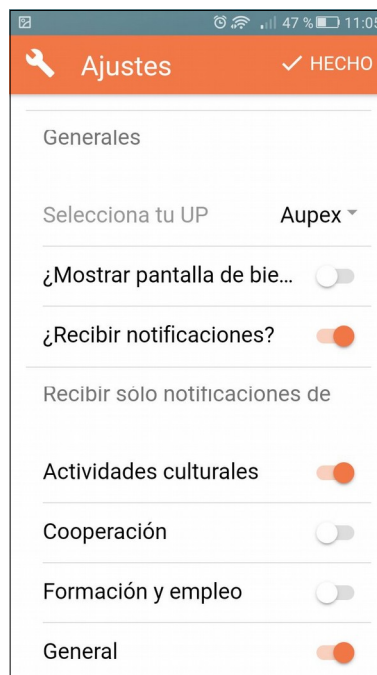 47 % 11:05
Ajustes HECHO
Generales
Selecciona tu UP Aupex
¿Mostrar pantalla de bie...
¿Recibir notificaciones?
Recibir sólo notificaciones de
Actividades culturales
Cooperación
Formación y empleo
General